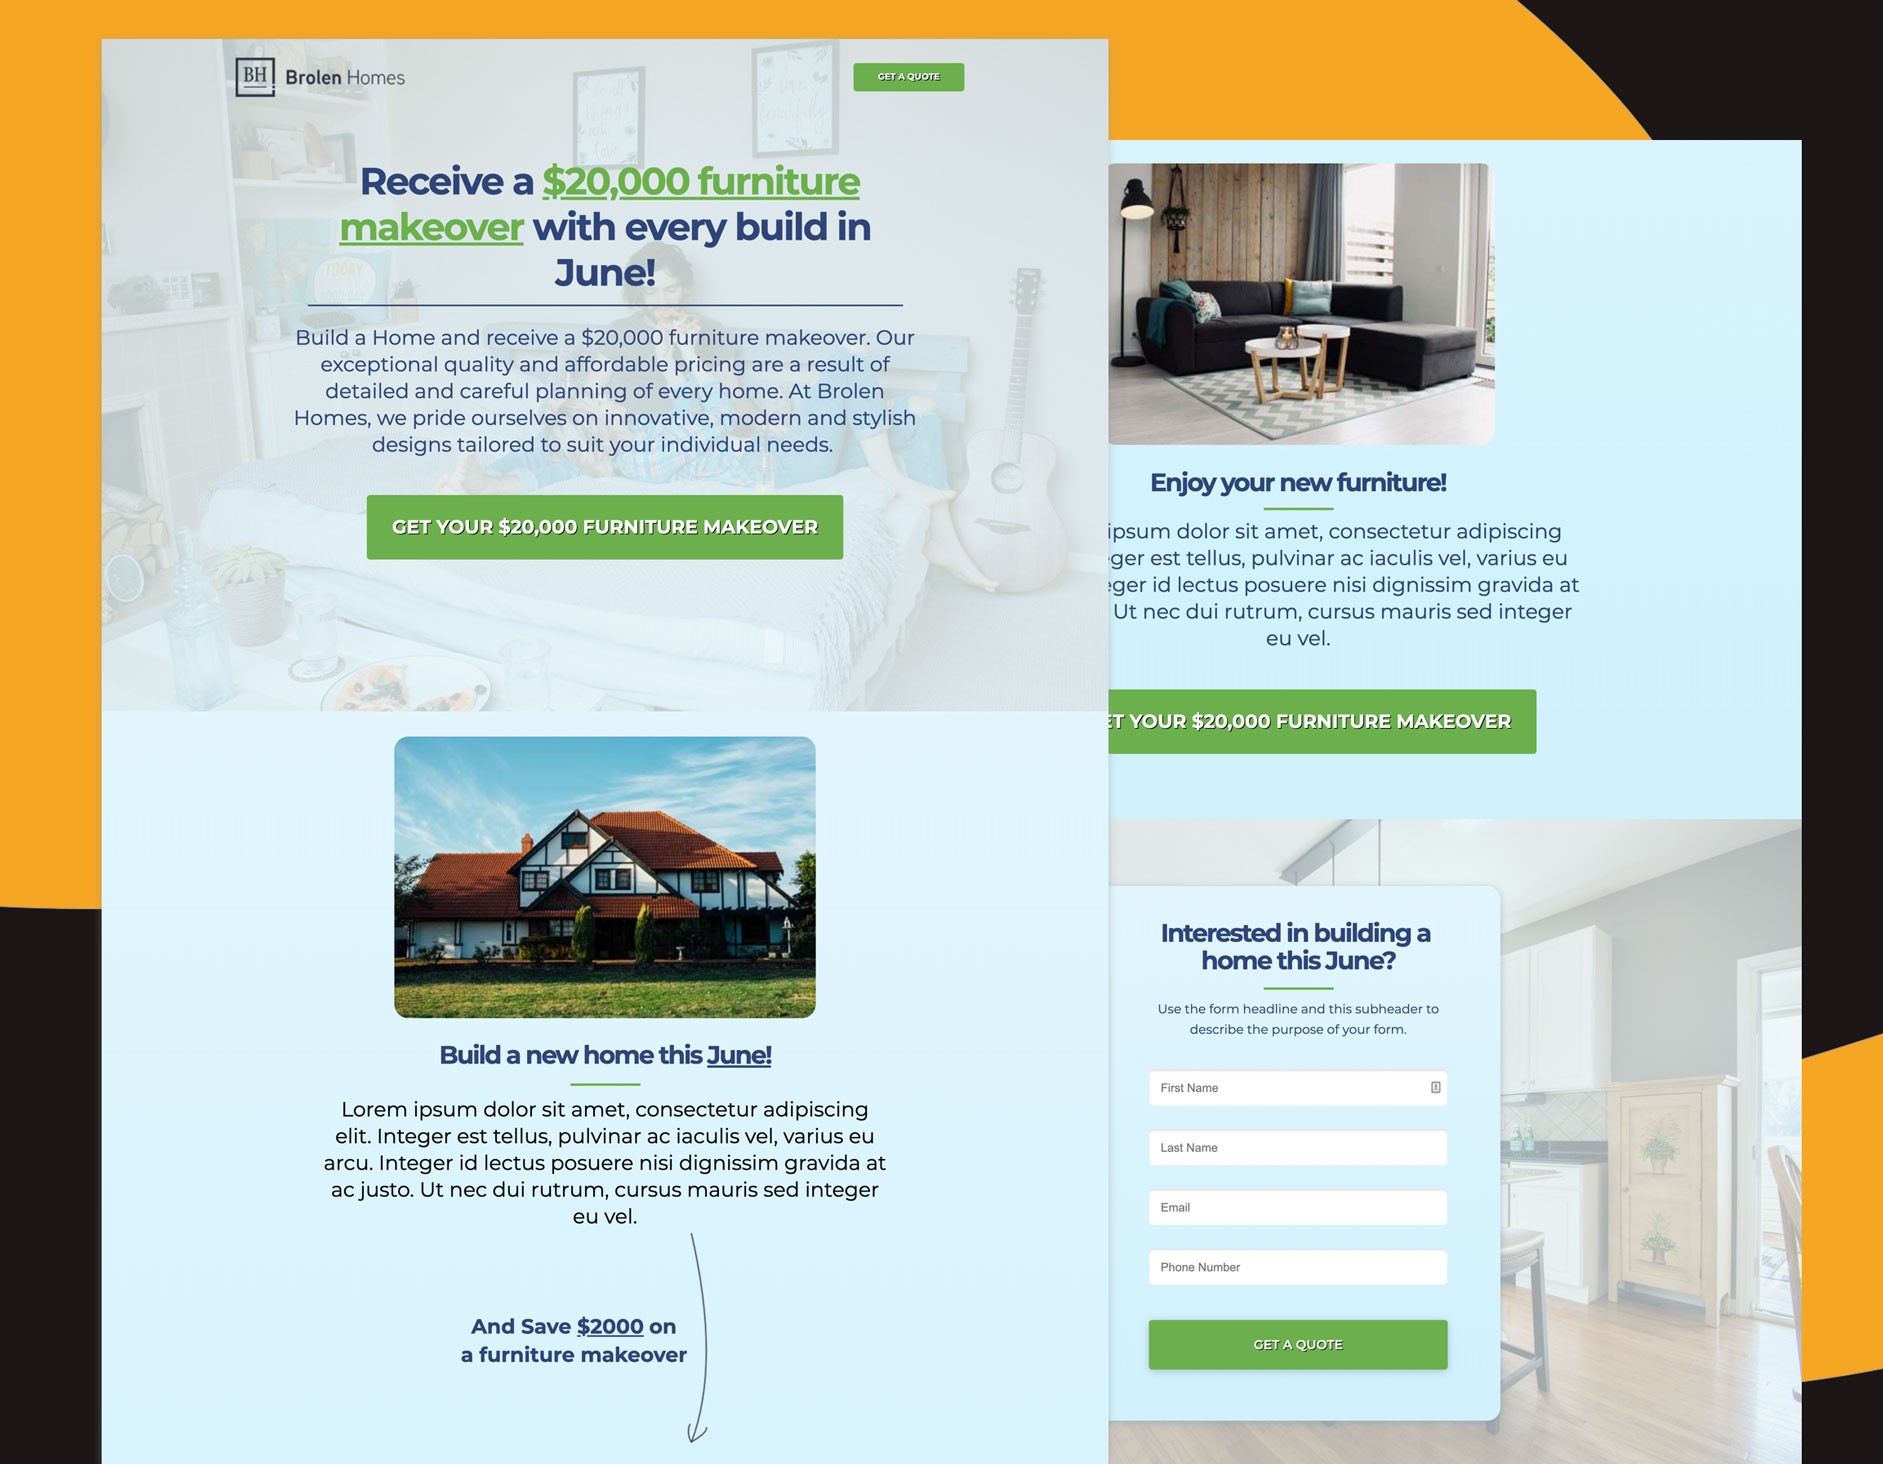 BH Brolen Homes
GET A QUOTE
Receive a $20,000 furniture
makeover with every build in
June!
Build a Home and receive a $20,000 furniture makeover. Our
exceptional quality and affordable pricing are a result of
detailed and careful planning of every home. At Brolen
Homes, we pride ourselves on innovative, modern and stylish
designs tailored to suit your individual needs.
GET YOUR $20,000 FURNITURE MAKEOVER
TODAY
Build a new home this June!
Lorem ipsum dolor sit amet, consectetur adipiscing
elit. Integer est tellus, pulvinar ac iaculis vel, varius eu
arcu. Integer id lectus posuere nisi dignissim gravida at
ac justo. Ut nec dui rutrum, cursus mauris sed integer
eu vel.
And Save $2000 on
a furniture makeover
Enjoy your new furniture!
ipsum dolor sit amet, consectetur adipiscing
ger est tellus, pulvinar ac iaculis vel, varius eu
eger id lectus posuere nisi dignissim gravida at
Ut nec dui rutrum, cursus mauris sed integer
eu vel.
ET YOUR $20,000 FURNITURE MAKEOVER
Interested in building a
home this June?
Use the form headline and this subheader to
describe the purpose of your form.
First Name
Last Name
Email
Phone Number
GET A QUOTE